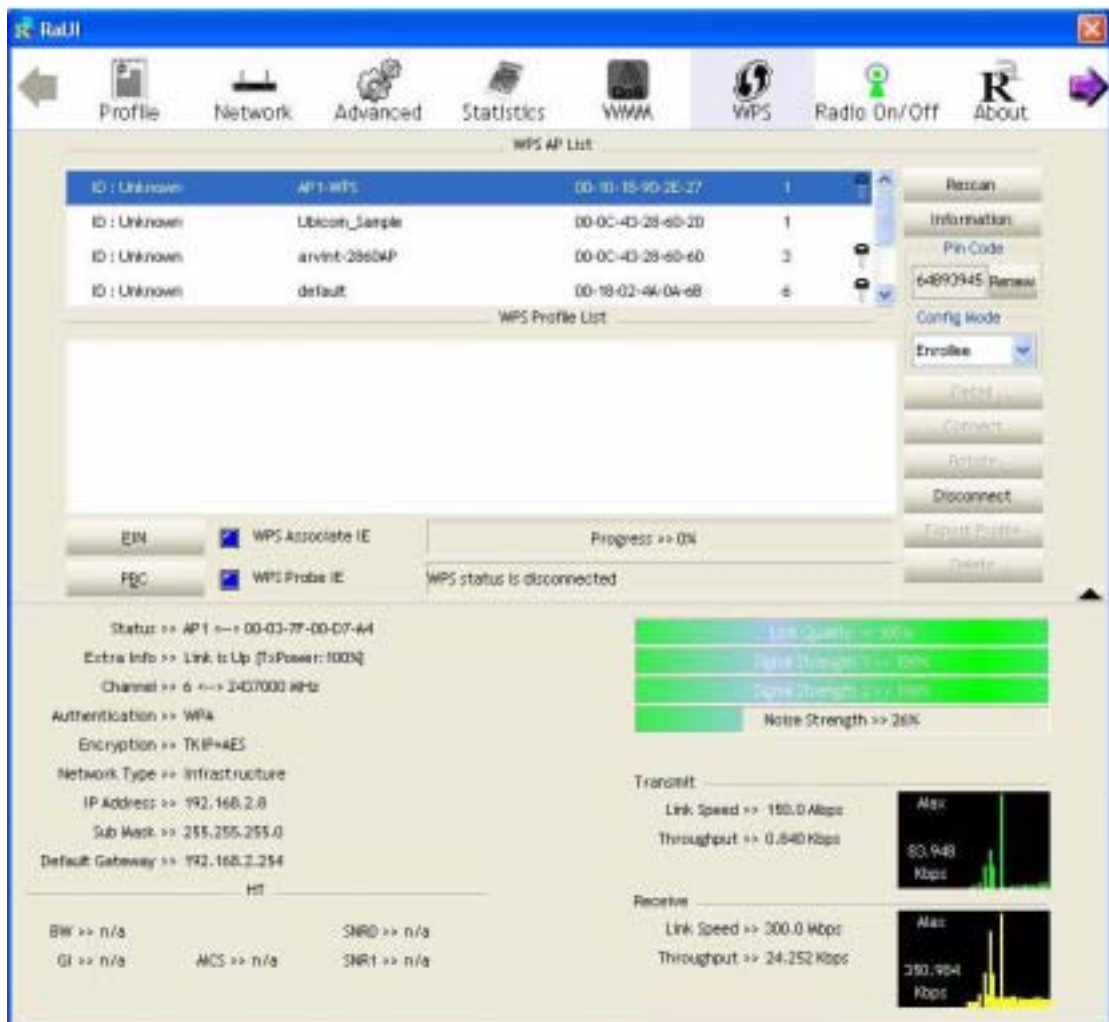 RaUI
Profile Network Advanced Statistics WMM WPS Radio On/Off About
QoS
WPS AP List
ID : Unknown AP1-WPS 00-10-18-90-2E-27 1
ID : Unknown Ubicom_Sample 00-0C-43-28-60-20 1
ID : Unknown arvint-2860AP 00-0C-43-28-60-60
ID : Unknown default 00-18-02-4A-0A-6B 6
Rescan
Information
Pin Code
64893945 Renew
Config Mode
Enrollee
Detail
Connect
Rotate
Disconnect
Export Profile
Delete
WPS Profile List
PIN WPS Associate IE Progress >> 0%
PBC WPS Probe IE WPS status is disconnected
Status >> AP1 <--> 00-03-7F-00-D7-A4
Extra Info >> Link is Up [TxPower:100%]
Channel >> 6 <--> 2437000 KHz
Authentication >> WPA
Encryption >> TKIP+AES
Network Type >> Infrastructure
IP Address >> 192.168.2.8
Sub Mask >> 255.255.255.0
Default Gateway >> 192.168.2.254
HT
BW >> n/a SNR0 >> n/a
GI >> n/a MCS >> n/a SNR1 >> n/a
Link Quality >> 100%
Signal Strength 1 >> 100%
Signal Strength 2 >> 100%
Noise Strength >> 26%
Transmit
Link Speed >> 150.0 Mbps
Throughput >> 0.840 Kbps
Max
83.948
Kbps
Receive
Link Speed >> 300.0 Mbps
Throughput >> 24.252 Kbps
Max
Kbps